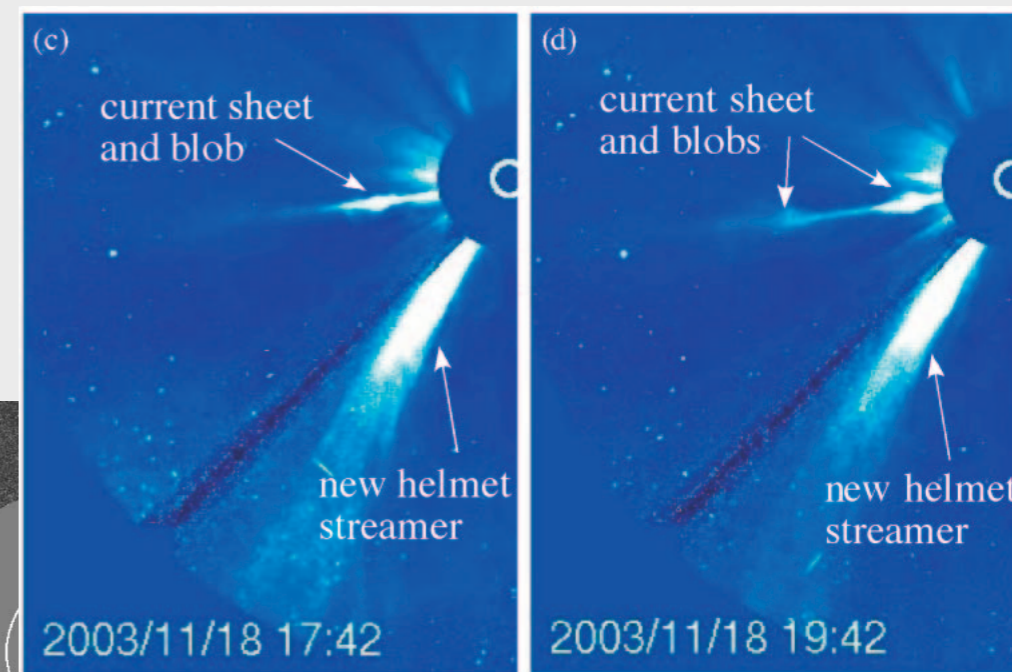 (c)
current sheet
and blob
new helmet
streamer
2003/11/18 17:42
(d)
current sheet
and blobs
new helmet
streamer
2003/11/18 19:42